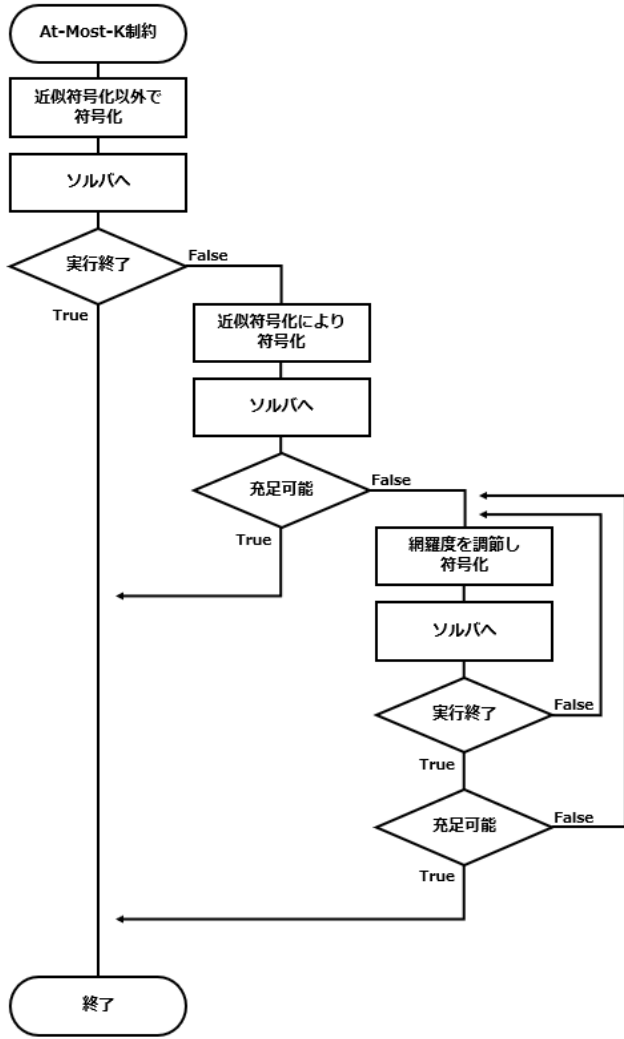 At-Most-K制約
近似符号化以外で
符号化
ソルバへ
実行終了
False
True
近似符号化により
符号化
ソルバへ
充足可能
False
True
網羅度を調節し
符号化
ソルバへ
実行終了
False
True
充足可能
False
True
終了